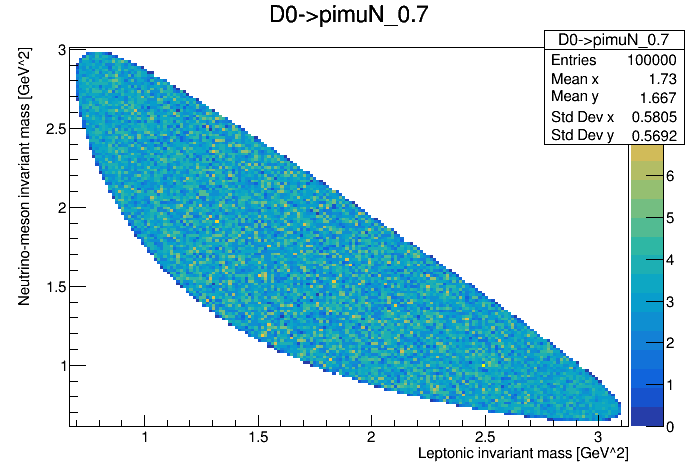 D0->pimuN_0.7
D0->pimuN_0.7
Entries 100000
Mean x 1.73
Mean y 1.667
Std Dev x 0.5805
Std Dev y 0.5692
Neutrino-meson invariant mass [GeV^2]
3
2.5
2
1.5
1
6
5
4
3
2
1
0
1 1.5 2 2.5 3
Leptonic invariant mass [GeV^2]